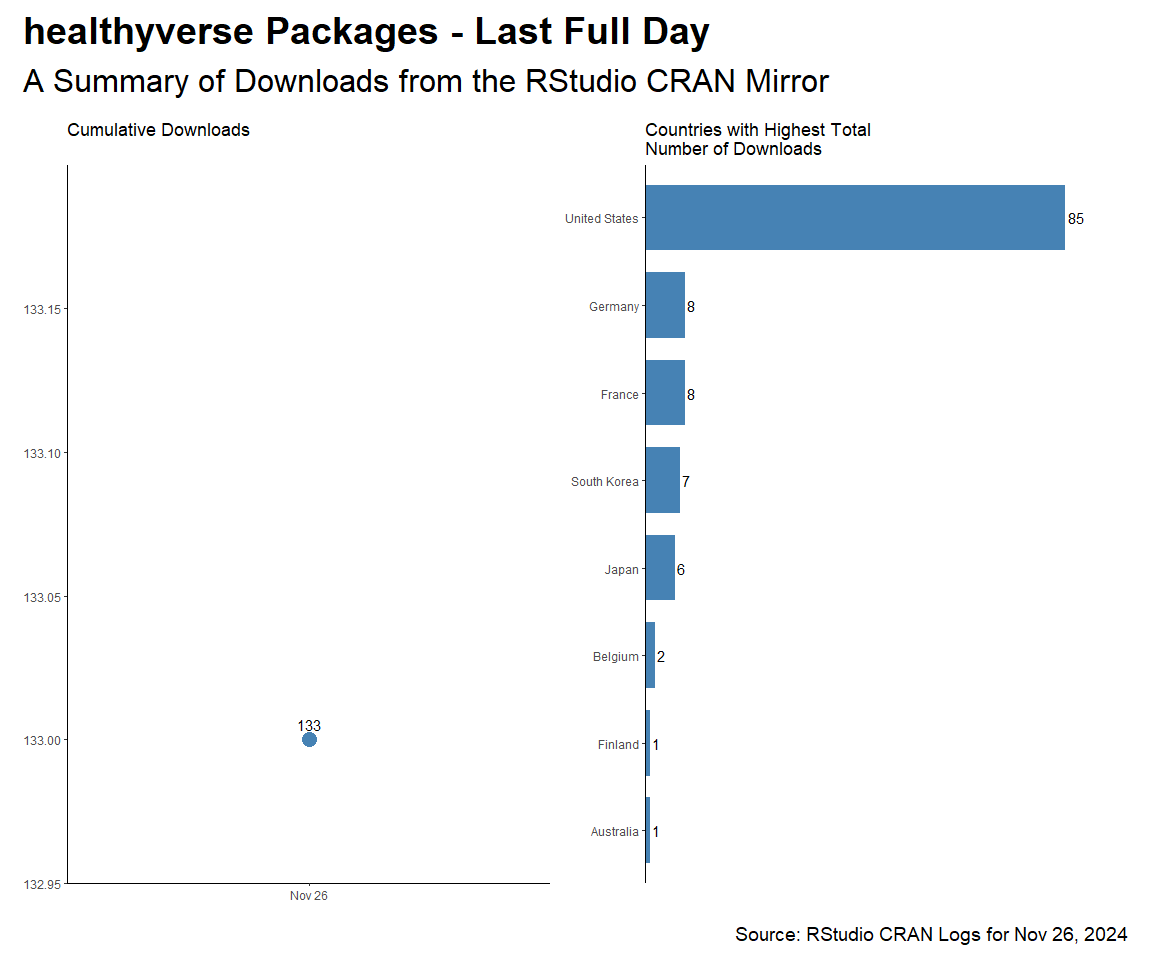 healthyverse Packages - Last Full Day
A Summary of Downloads from the RStudio CRAN Mirror
Cumulative Downloads
133.15
133.10
133.05
133.00
132.95
133
Nov 26
Countries with Highest Total
Number of Downloads
United States 85
Germany 8
France 8
South Korea 7
Japan 6
Belgium 2
Finland 1
Australia 1
Source: RStudio CRAN Logs for Nov 26, 2024